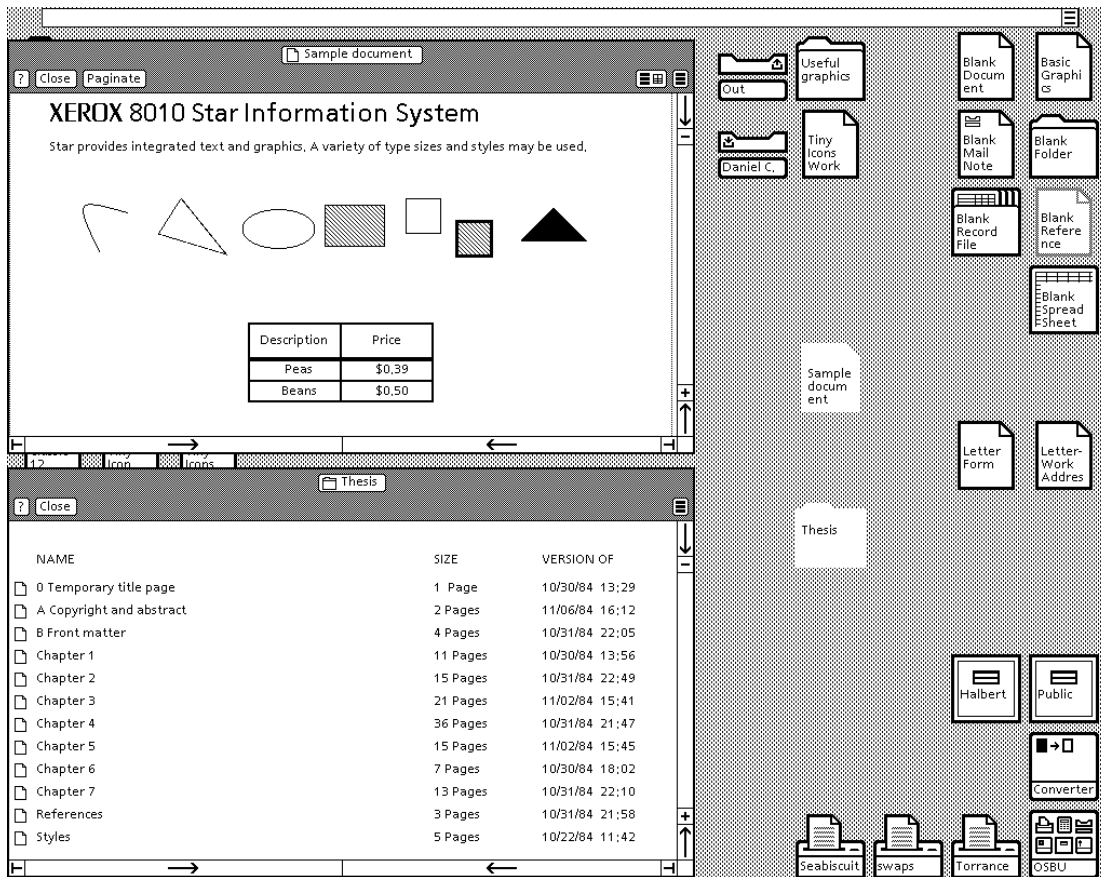 Sample document
? Close Paginate
XEROX 8010 Star Information System
Star provides integrated text and graphics. A variety of type sizes and styles may be used.
Description Price
Peas $0.39
Beans $0.50
12 Icon Icons
Thesis
? Close
NAME SIZE VERSION OF
0 Temporary title page 1 Page 10/30/84 13:29
A Copyright and abstract 2 Pages 11/06/84 16:12
B Front matter 4 Pages 10/31/84 22:05
Chapter 1 11 Pages 10/30/84 13:56
Chapter 2 15 Pages 10/31/84 22:49
Chapter 3 21 Pages 11/02/84 15:41
Chapter 4 36 Pages 10/31/84 21:47
Chapter 5 15 Pages 11/02/84 15:45
Chapter 6 7 Pages 10/30/84 18:02
Chapter 7 13 Pages 10/31/84 22:10
References 3 Pages 10/31/84 21:58
Styles 5 Pages 10/22/84 11:42
Out
Useful
graphics
Blank
Docum
ent
Basic
Graphi
cs
Daniel C.
Tiny
Icons
Work
Blank
Mail
Note
Blank
Folder
Blank
Record
File
Blank
Refere
nce
Blank
Spread
Sheet
Sample
docum
ent
Letter
Form
Letter-
Work
Addres
Thesis
Halbert
Public
Converter
Seabiscuit
swaps
Torrance
OSBU